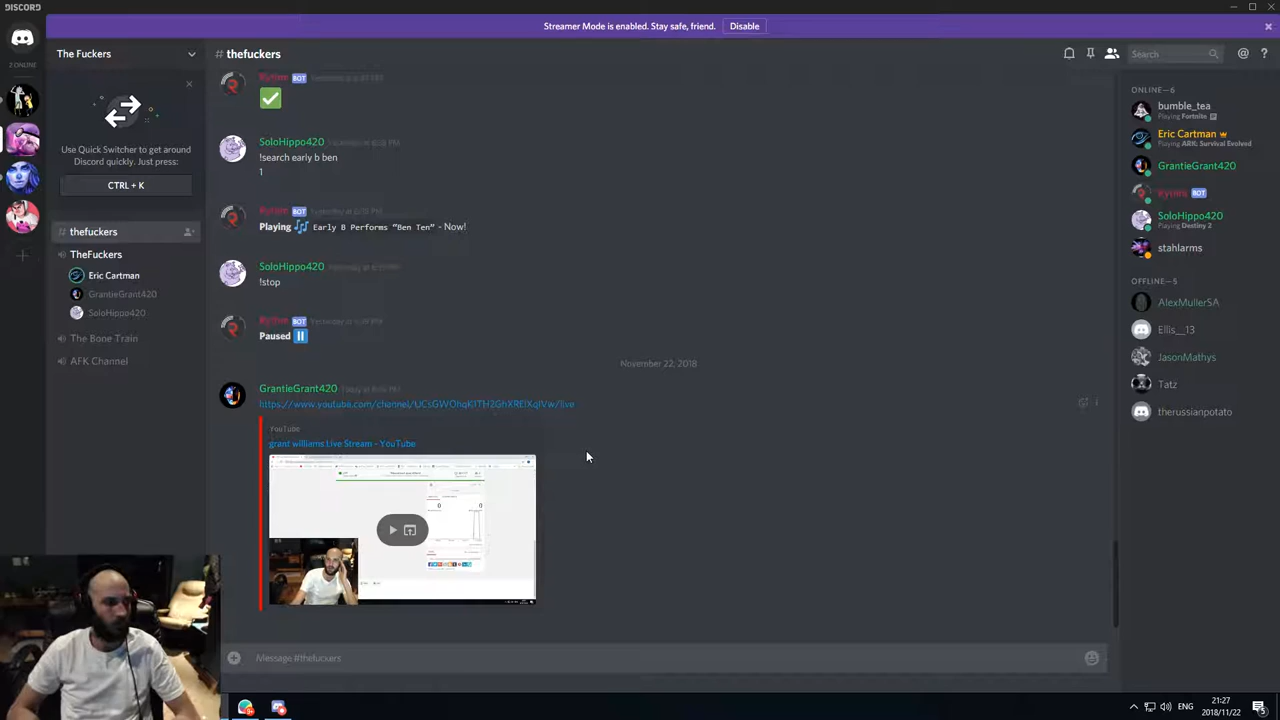 DISCORD
Streamer Mode is enabled. Stay safe, friend. Disable
2 ONLINE
The Fuckers
# thefuckers
Search
Use Quick Switcher to get around
Discord quickly. Just press:
CTRL + K
# thefuckers
TheFuckers
Eric Cartman
GrantieGrant420
SoloHippo420
The Bone Train
AFK Channel
BOT
SoloHippo420
!search early b ben
1
BOT
Playing Early B Performs “Ben Ten” - Now!
SoloHippo420
!stop
BOT
Paused
November 22, 2018
GrantieGrant420
YouTube
grant williams Live Stream - YouTube
Message #thefuckers
ONLINE—6
bumble_tea
Playing Fortnite
Eric Cartman
Playing ARK: Survival Evolved
GrantieGrant420
BOT
SoloHippo420
Playing Destiny 2
stahlarms
OFFLINE—5
AlexMullerSA
Ellis__13
JasonMathys
Tatz
therussianpotato
ENG
21:27
2018/11/22